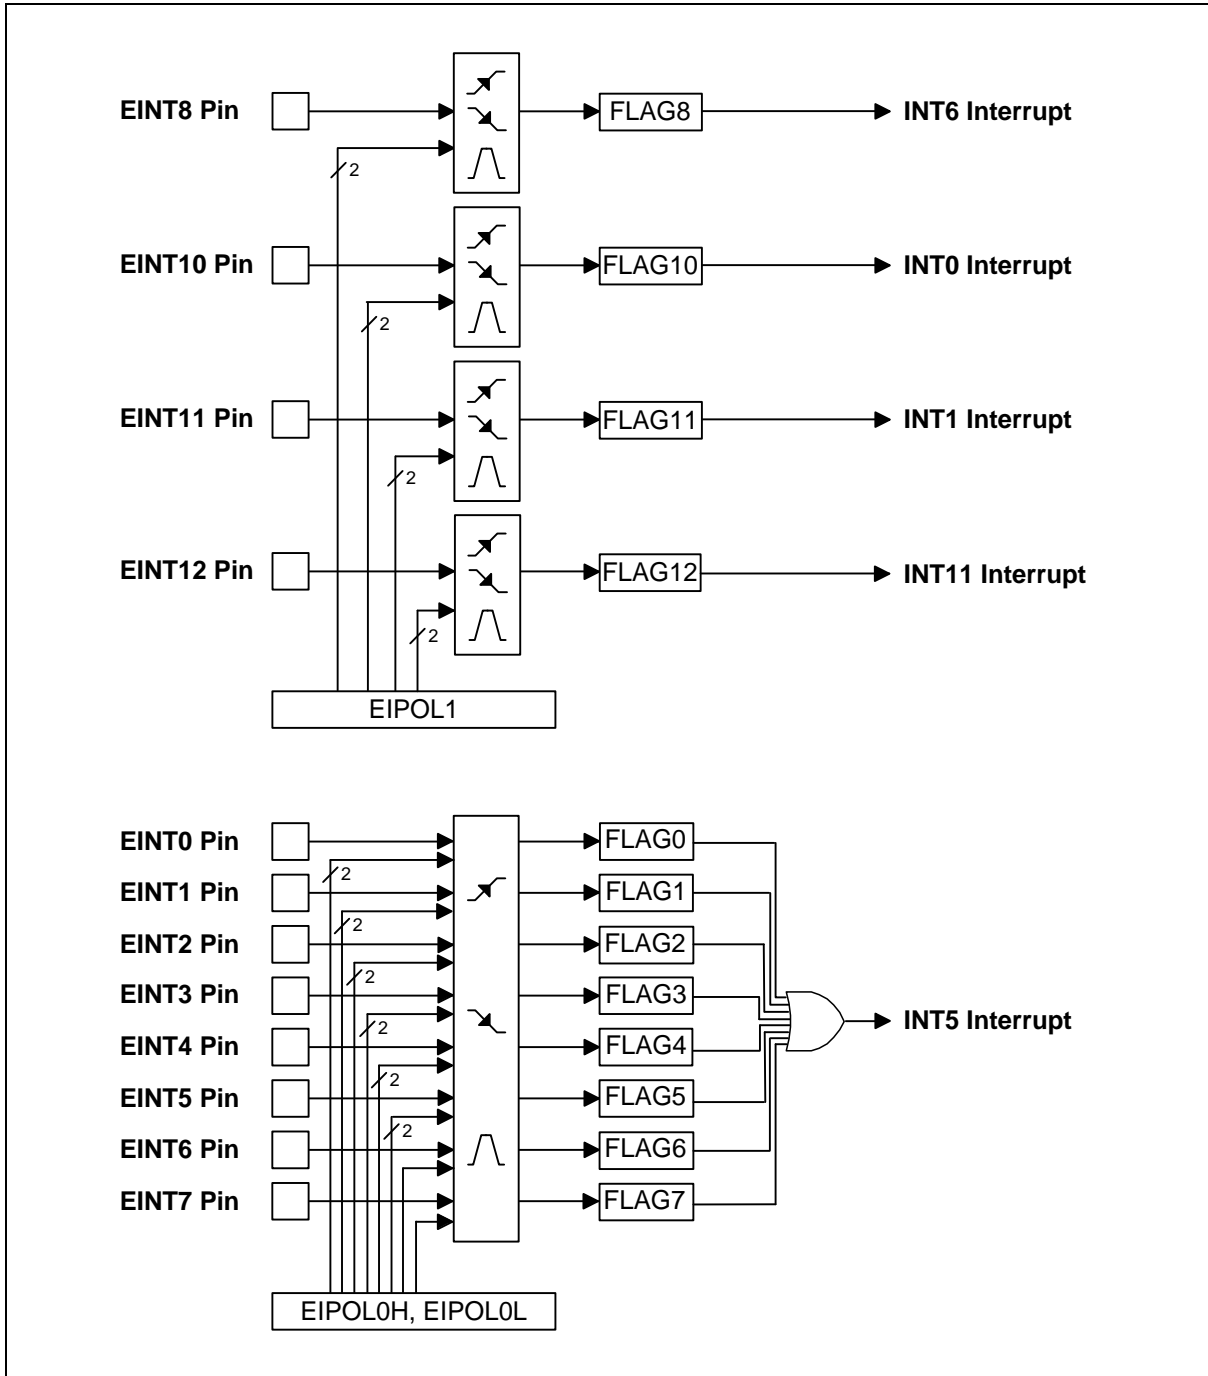 EINT8 Pin
FLAG8
INT6 Interrupt
2
EINT10 Pin
FLAG10
INT0 Interrupt
2
EINT11 Pin
FLAG11
INT1 Interrupt
2
EINT12 Pin
FLAG12
INT11 Interrupt
2
EIPOL1
EINT0 Pin
FLAG0
2
EINT1 Pin
FLAG1
2
EINT2 Pin
FLAG2
2
EINT3 Pin
FLAG3
INT5 Interrupt
2
EINT4 Pin
FLAG4
2
EINT5 Pin
FLAG5
2
EINT6 Pin
FLAG6
EINT7 Pin
FLAG7
EIPOL0H, EIPOL0L